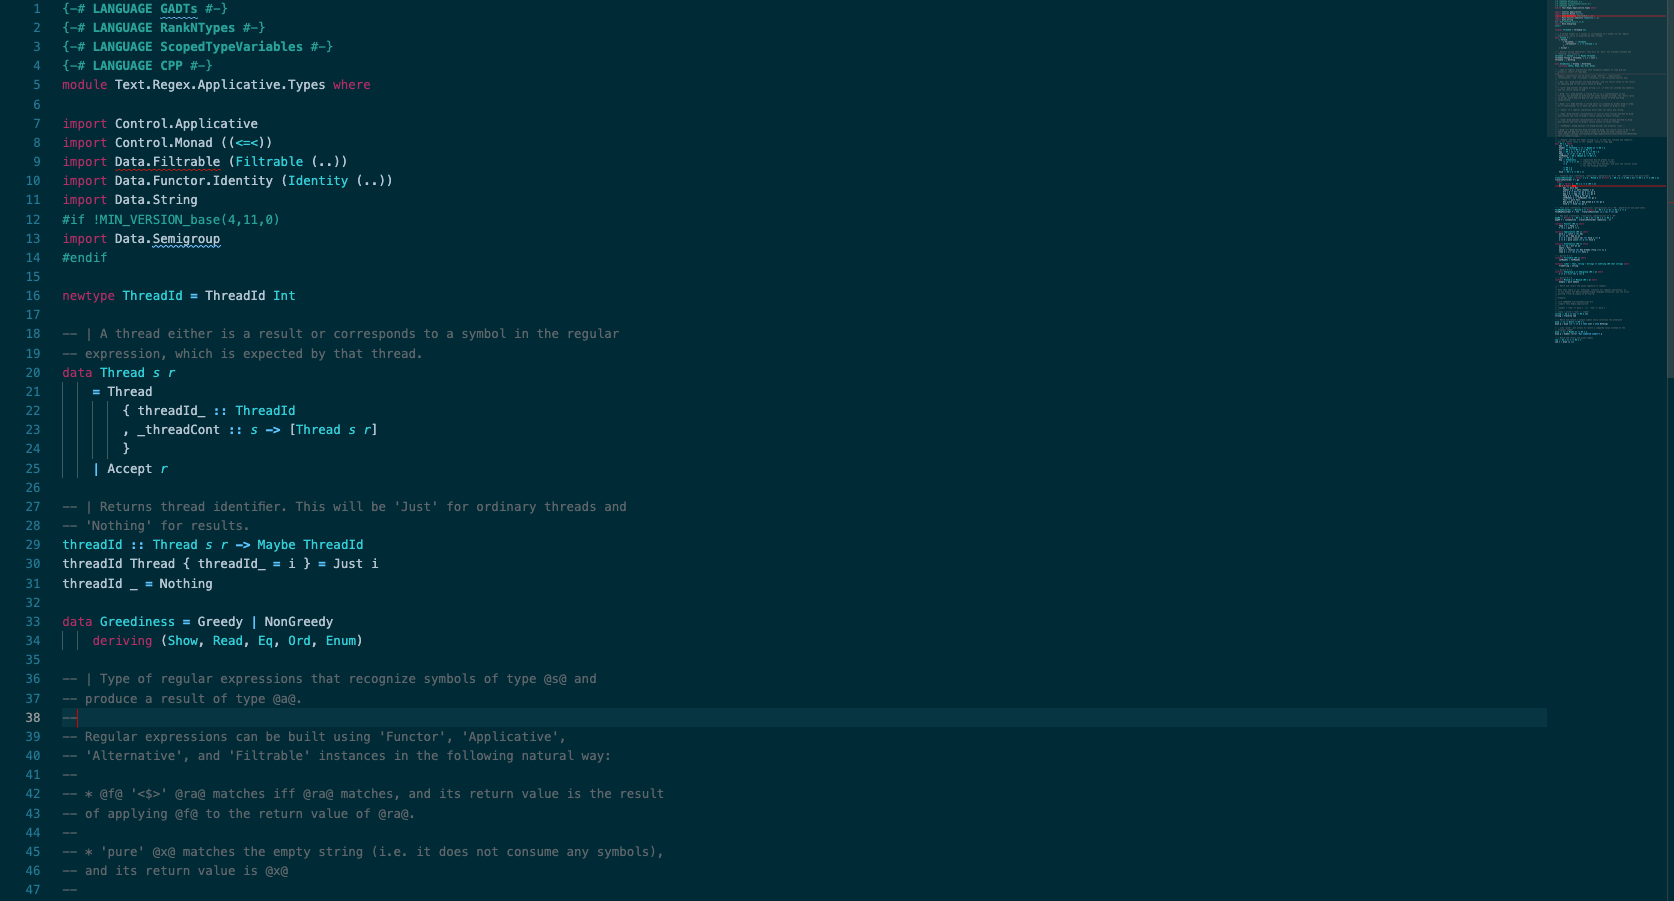 1 {-# LANGUAGE GADTs #-}
2 {-# LANGUAGE RankNTypes #-}
3 {-# LANGUAGE ScopedTypeVariables #-}
4 {-# LANGUAGE CPP #-}
5 module Text.Regex.Applicative.Types where
6
7 import Control.Applicative
8 import Control.Monad ((<=<))
9 import Data.Filtrable (Filtrable (..))
10 import Data.Functor.Identity (Identity (..))
11 import Data.String
12 #if !MIN_VERSION_base(4,11,0)
13 import Data.Semigroup
14 #endif
15
16 newtype ThreadId = ThreadId Int
17
18 -- | A thread either is a result or corresponds to a symbol in the regular
19 -- expression, which is expected by that thread.
20 data Thread s r
21     = Thread
22         { threadId_ :: ThreadId
23         , _threadCont :: s -> [Thread s r]
24         }
25     | Accept r
26
27 -- | Returns thread identifier. This will be 'Just' for ordinary threads and
28 -- 'Nothing' for results.
29 threadId :: Thread s r -> Maybe ThreadId
30 threadId Thread { threadId_ = i } = Just i
31 threadId _ = Nothing
32
33 data Greediness = Greedy | NonGreedy
34     deriving (Show, Read, Eq, Ord, Enum)
35
36 -- | Type of regular expressions that recognize symbols of type @s@ and
37 -- produce a result of type @a@.
38 --
39 -- Regular expressions can be built using 'Functor', 'Applicative',
40 -- 'Alternative', and 'Filtrable' instances in the following natural way:
41 --
42 -- * @f@ '<$>' @ra@ matches iff @ra@ matches, and its return value is the result
43 -- of applying @f@ to the return value of @ra@.
44 --
45 -- * 'pure' @x@ matches the empty string (i.e. it does not consume any symbols),
46 -- and its return value is @x@
47 --